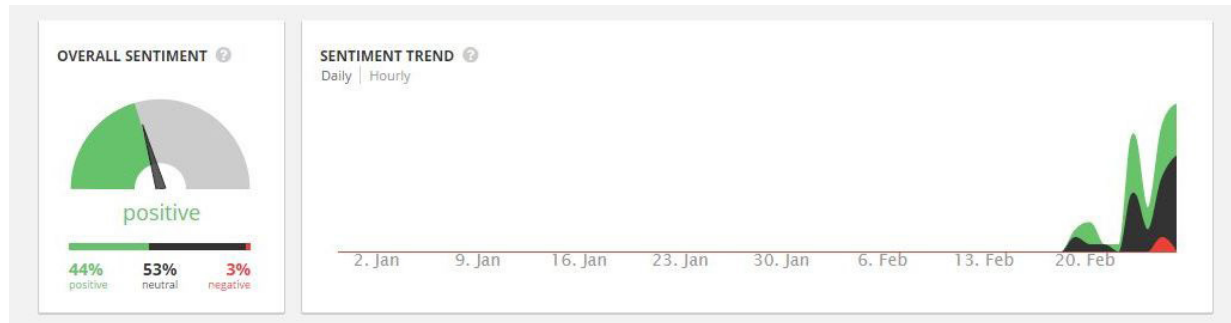 OVERALL SENTIMENT ?
positive
44% 53% 3%
positive neutral negative
SENTIMENT TREND ?
Daily | Hourly
2. Jan 9. Jan 16. Jan 23. Jan 30. Jan 6. Feb 13. Feb 20. Feb